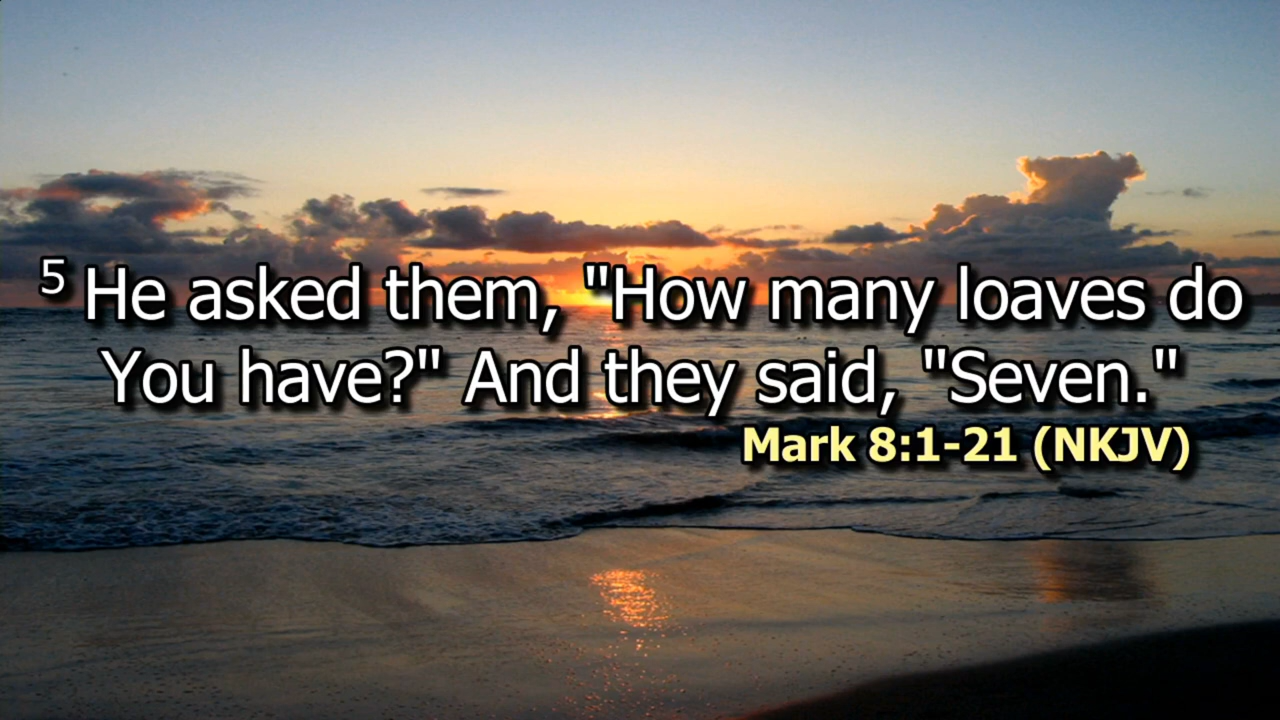 5 He asked them, "How many loaves do
You have?" And they said, "Seven."
Mark 8:1-21 (NKJV)